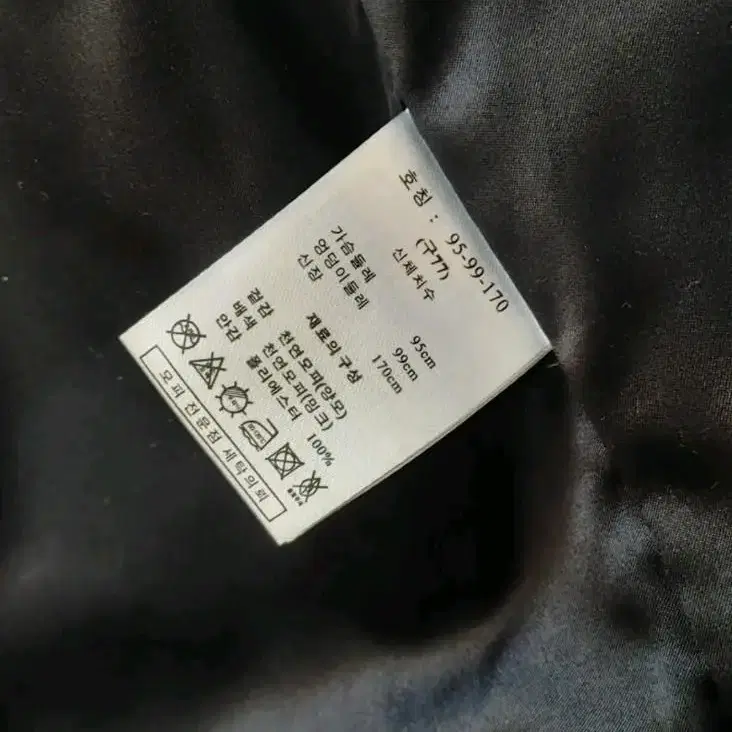 호칭 : 95-99-170
(구77)
신체치수
가슴둘레 95cm
엉덩이둘레 99cm
신장 170cm
재료의구성
겉감 천연모피(양모)
배색 천연모피(밍크)
안감 폴리에스터 100%
모피 전문점 세탁의뢰